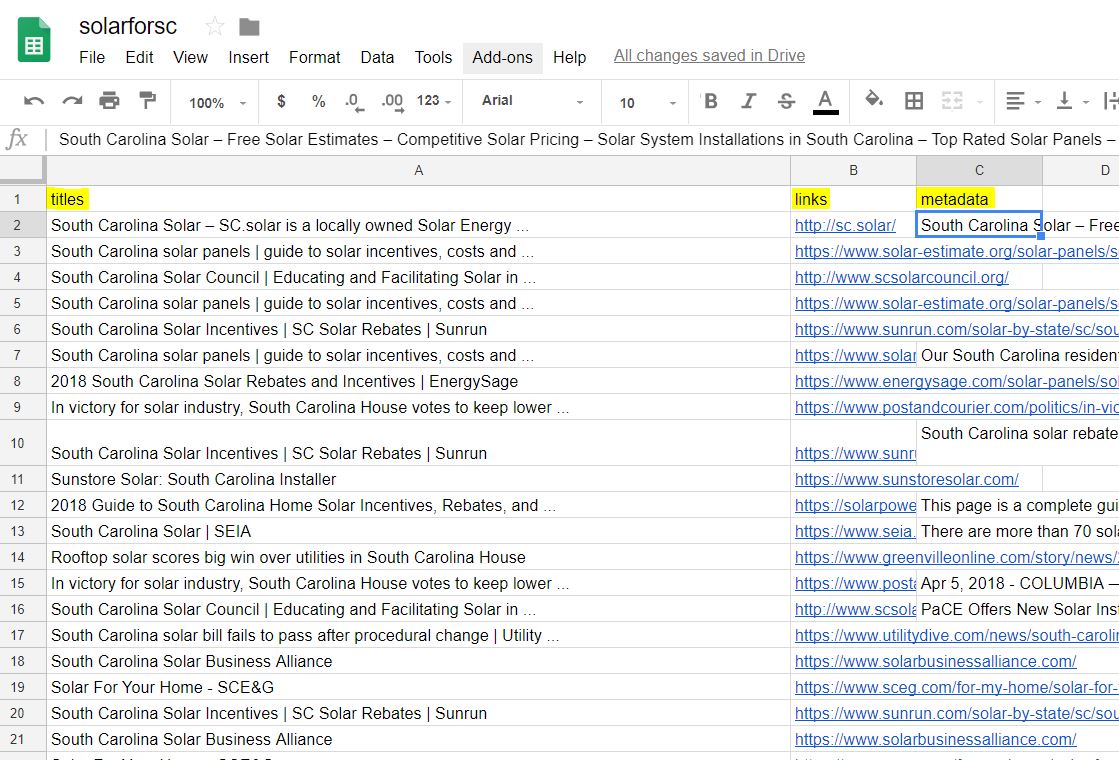 solarforsc
File Edit View Insert Format Data Tools Add-ons Help All changes saved in Drive
100% $ % .0 .00 123 Arial 10 B I S A
fx South Carolina Solar – Free Solar Estimates – Competitive Solar Pricing – Solar System Installations in South Carolina – Top Rated Solar Panels –
A B C D
1 titles links metadata
2 South Carolina Solar – SC.solar is a locally owned Solar Energy ... http://sc.solar/ South Carolina Solar – Free
3 South Carolina solar panels | guide to solar incentives, costs and ... https://www.solar-estimate.org/solar-panels/s
4 South Carolina Solar Council | Educating and Facilitating Solar in ... http://www.scsolarcouncil.org/
5 South Carolina solar panels | guide to solar incentives, costs and ... https://www.solar-estimate.org/solar-panels/s
6 South Carolina Solar Incentives | SC Solar Rebates | Sunrun https://www.sunrun.com/solar-by-state/sc/sou
7 South Carolina solar panels | guide to solar incentives, costs and ... https://www.solar Our South Carolina residen
8 2018 South Carolina Solar Rebates and Incentives | EnergySage https://www.energysage.com/solar-panels/so
9 In victory for solar industry, South Carolina House votes to keep lower ... https://www.postandcourier.com/politics/in-vic
South Carolina solar rebate
10 South Carolina Solar Incentives | SC Solar Rebates | Sunrun https://www.sunr
11 Sunstore Solar: South Carolina Installer https://www.sunstoresolar.com/
12 2018 Guide to South Carolina Home Solar Incentives, Rebates, and ... https://solarpowe This page is a complete gui
13 South Carolina Solar | SEIA https://www.seia. There are more than 70 sola
14 Rooftop solar scores big win over utilities in South Carolina House https://www.greenvilleonline.com/story/news/
15 In victory for solar industry, South Carolina House votes to keep lower ... https://www.posta Apr 5, 2018 - COLUMBIA —
16 South Carolina Solar Council | Educating and Facilitating Solar in ... http://www.scsola PaCE Offers New Solar Inst
17 South Carolina solar bill fails to pass after procedural change | Utility ... https://www.utilitydive.com/news/south-carolin
18 South Carolina Solar Business Alliance https://www.solarbusinessalliance.com/
19 Solar For Your Home - SCE&G https://www.sceg.com/for-my-home/solar-for-
20 South Carolina Solar Incentives | SC Solar Rebates | Sunrun https://www.sunrun.com/solar-by-state/sc/sou
21 South Carolina Solar Business Alliance https://www.solarbusinessalliance.com/